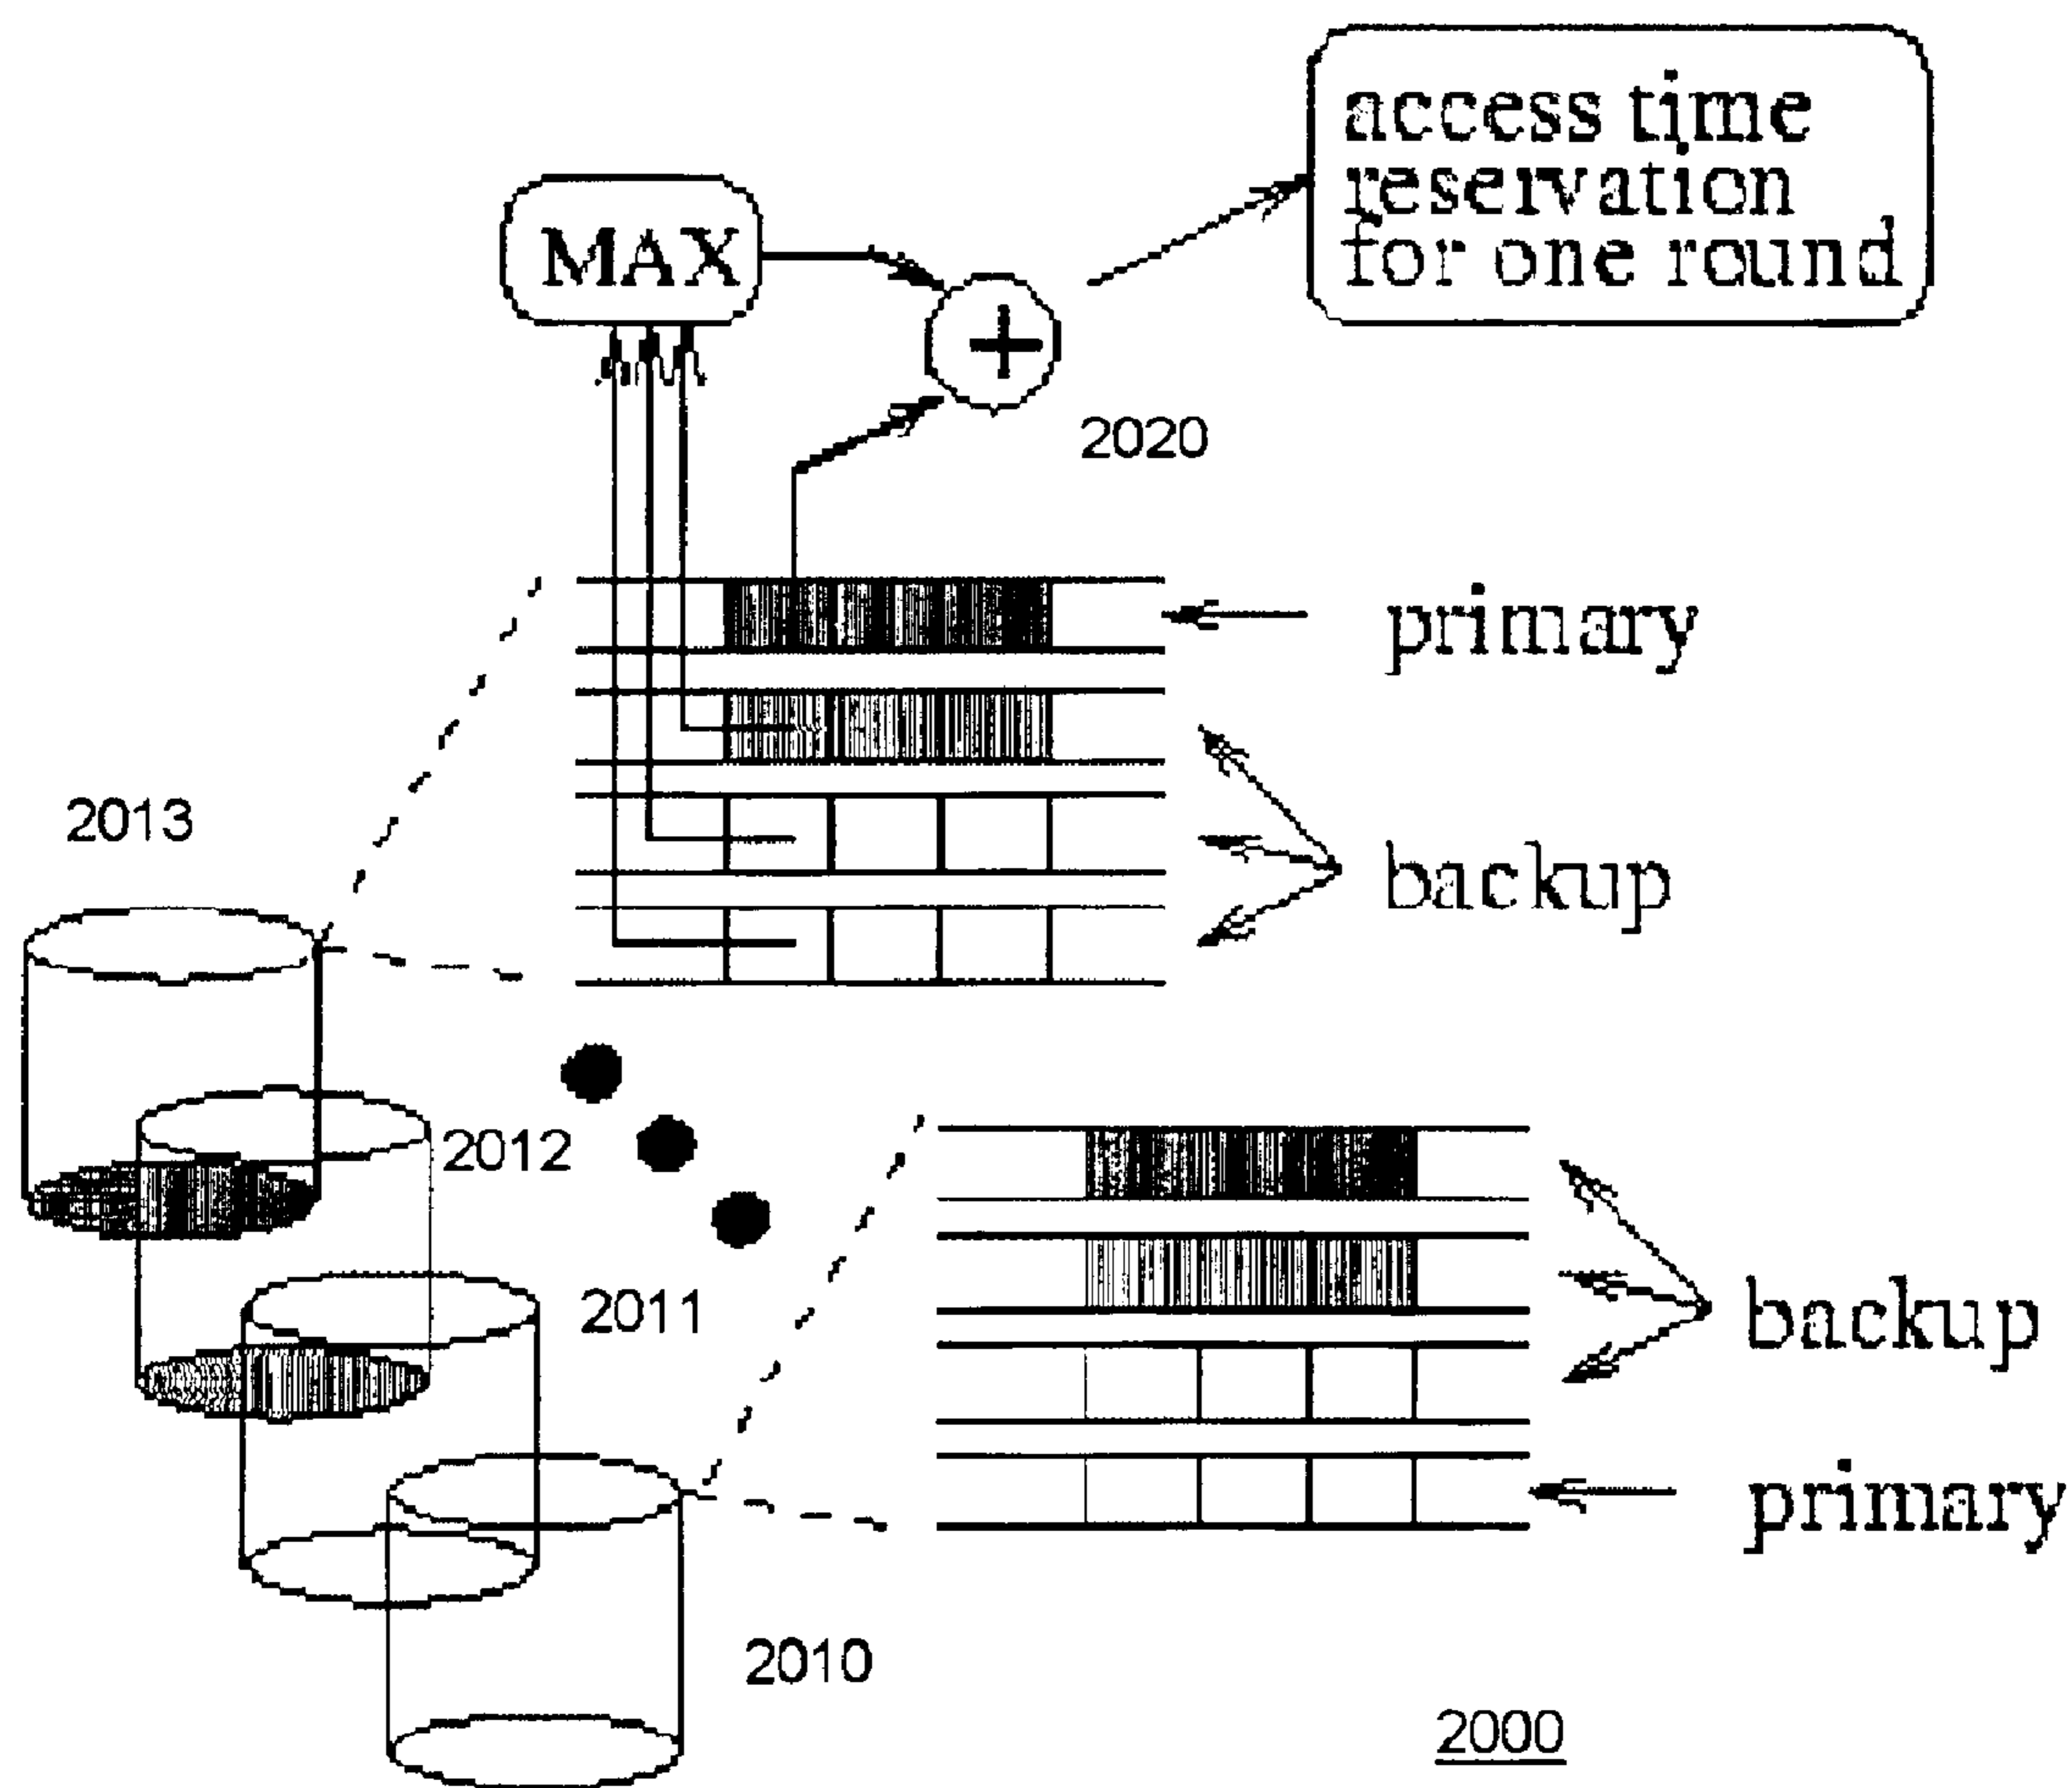 access time
reservation
for one round
MAX
+
2020
primary
backup
2013
2012
2011
backup
primary
2010
2000